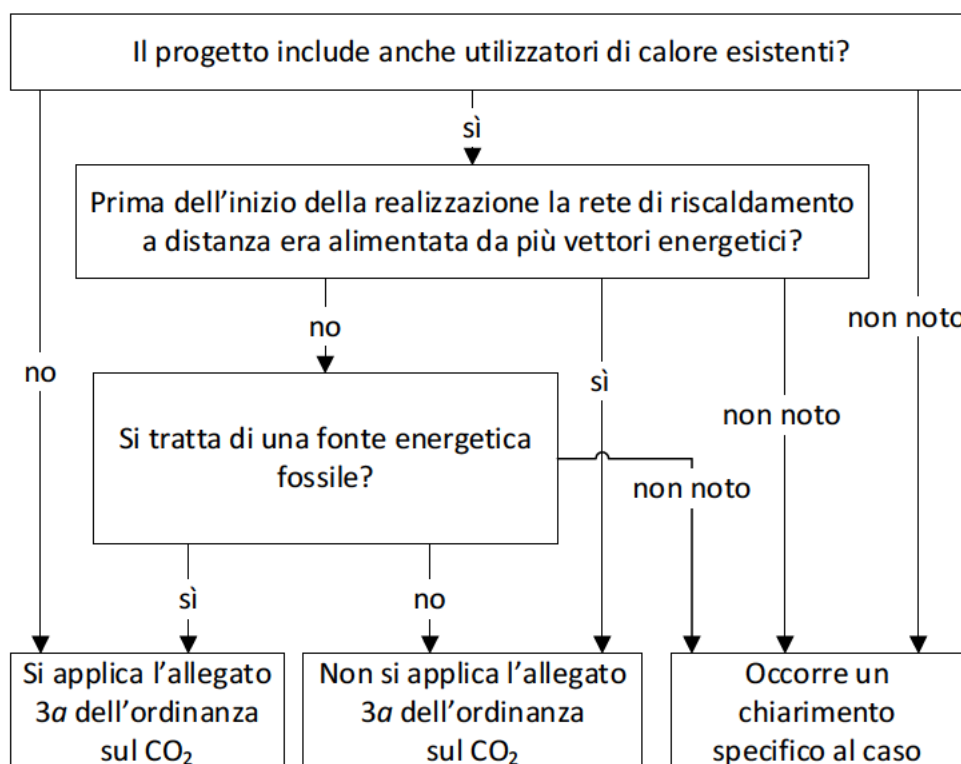 Il progetto include anche utilizzatori di calore esistenti?
sì
Prima dell’inizio della realizzazione la rete di riscaldamento
a distanza era alimentata da più vettori energetici?
non noto
no
no
sì
non noto
Si tratta di una fonte energetica
fossile?
non noto
sì
no
Si applica l’allegato
3a dell’ordinanza
sul CO₂
Non si applica l’allegato
3a dell’ordinanza
sul CO₂
Occorre un
chiarimento
specifico al caso